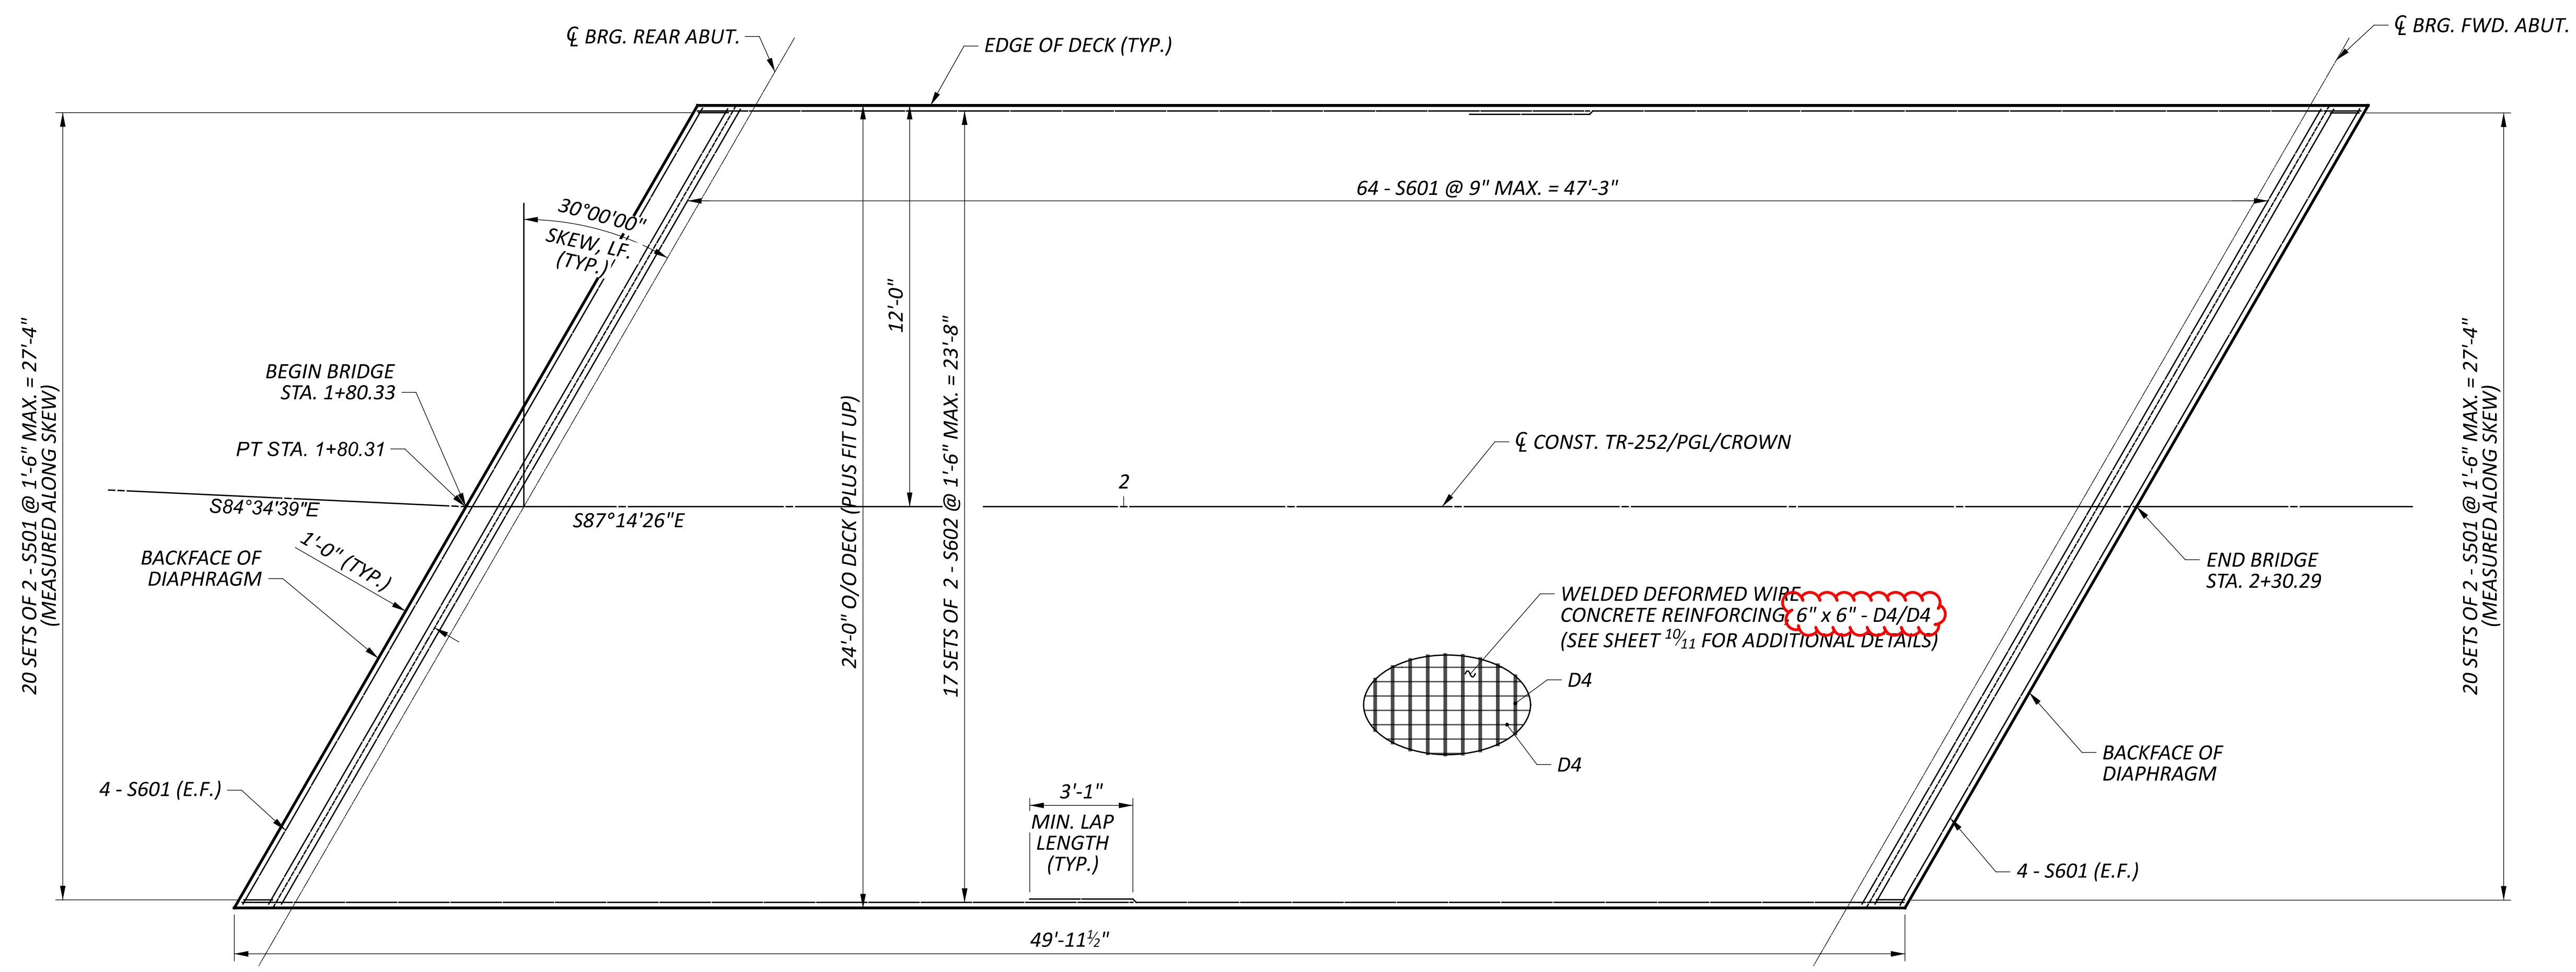 ℄ BRG. REAR ABUT.
EDGE OF DECK (TYP.)
℄ BRG. FWD. ABUT.
64 - S601 @ 9" MAX. = 47'-3"
30°00'00"
SKEW, LF.
(TYP.)
12'-0"
20 SETS OF 2 - S501 @ 1'-6" MAX. = 27'-4"
(MEASURED ALONG SKEW)
BEGIN BRIDGE
STA. 1+80.33
PT STA. 1+80.31
S84°34'39"E
S87°14'26"E
24'-0" O/O DECK (PLUS FIT UP)
17 SETS OF 2 - S602 @ 1'-6" MAX. = 23'-8"
2
℄ CONST. TR-252/PGL/CROWN
20 SETS OF 2 - S501 @ 1'-6" MAX. = 27'-4"
(MEASURED ALONG SKEW)
1'-0" (TYP.)
BACKFACE OF
DIAPHRAGM
END BRIDGE
STA. 2+30.29
WELDED DEFORMED WIRE
CONCRETE REINFORCING, 6" x 6" - D4/D4
(SEE SHEET 10/11 FOR ADDITIONAL DETAILS)
D4
D4
BACKFACE OF
DIAPHRAGM
4 - S601 (E.F.)
3'-1"
MIN. LAP
LENGTH
(TYP.)
4 - S601 (E.F.)
49'-11½"